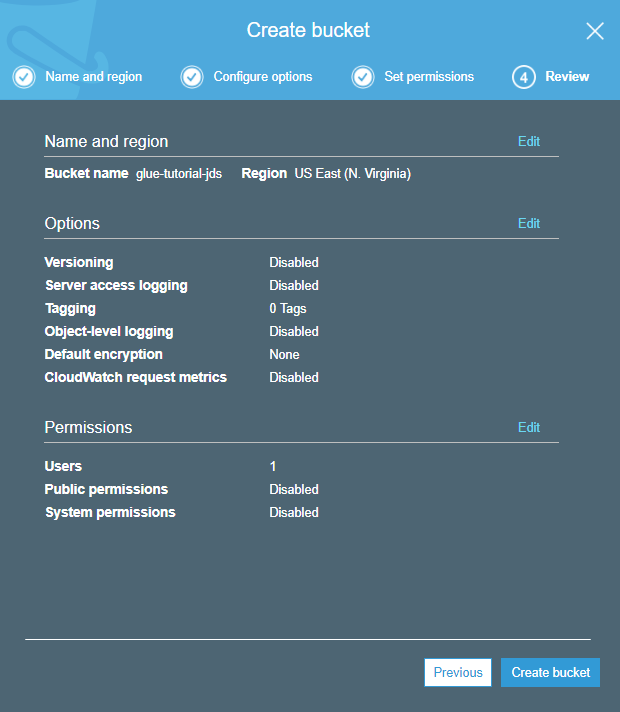 Create bucket
Name and region Configure options Set permissions 4 Review
Name and region Edit
Bucket name glue-tutorial-jds Region US East (N. Virginia)
Options Edit
Versioning Disabled
Server access logging Disabled
Tagging 0 Tags
Object-level logging Disabled
Default encryption None
CloudWatch request metrics Disabled
Permissions Edit
Users 1
Public permissions Disabled
System permissions Disabled
Previous Create bucket